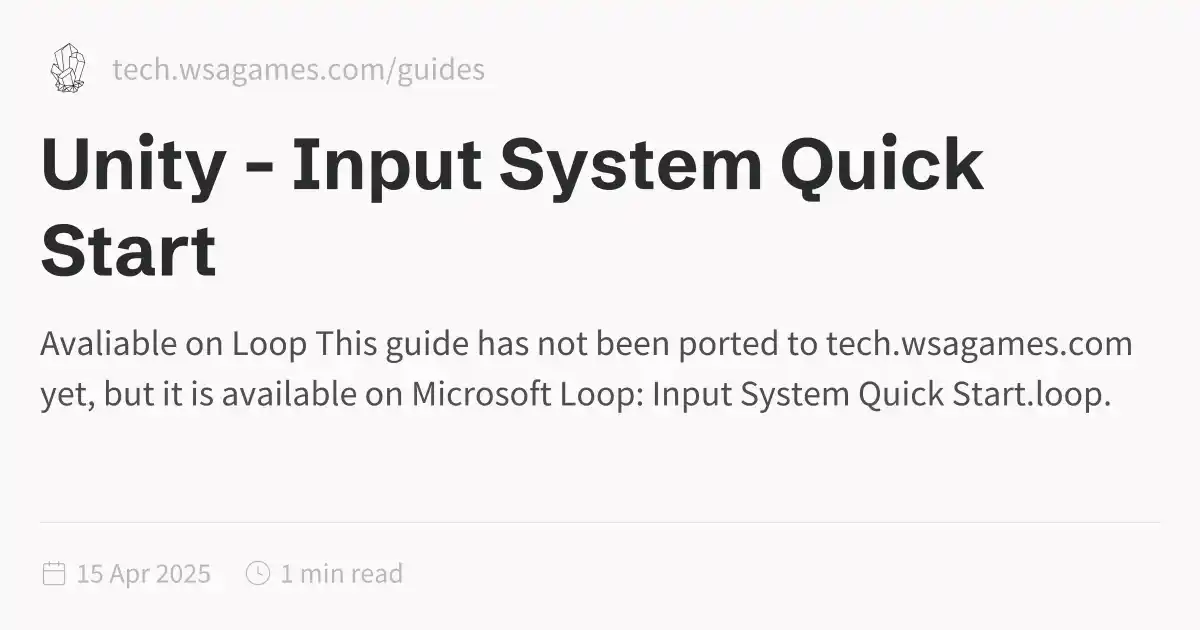 tech.wsagames.com/guides
Unity - Input System Quick
Start
Avaliable on Loop This guide has not been ported to tech.wsagames.com
yet, but it is available on Microsoft Loop: Input System Quick Start.loop.
15 Apr 2025 1 min read